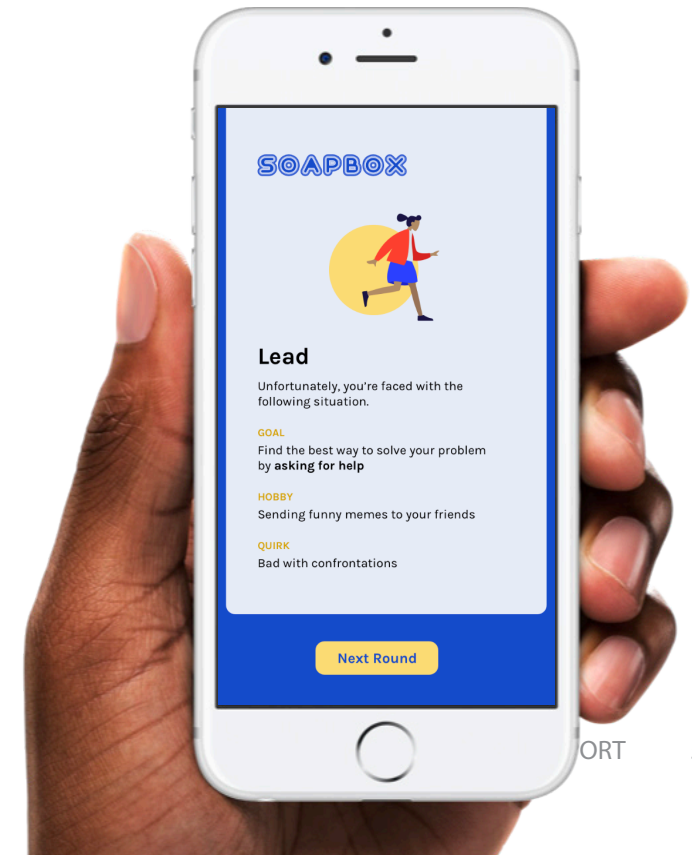 SOAPBOX
Lead
Unfortunately, you're faced with the
following situation.
GOAL
Find the best way to solve your problem
by asking for help
HOBBY
Sending funny memes to your friends
QUIRK
Bad with confrontations
Next Round
ORT